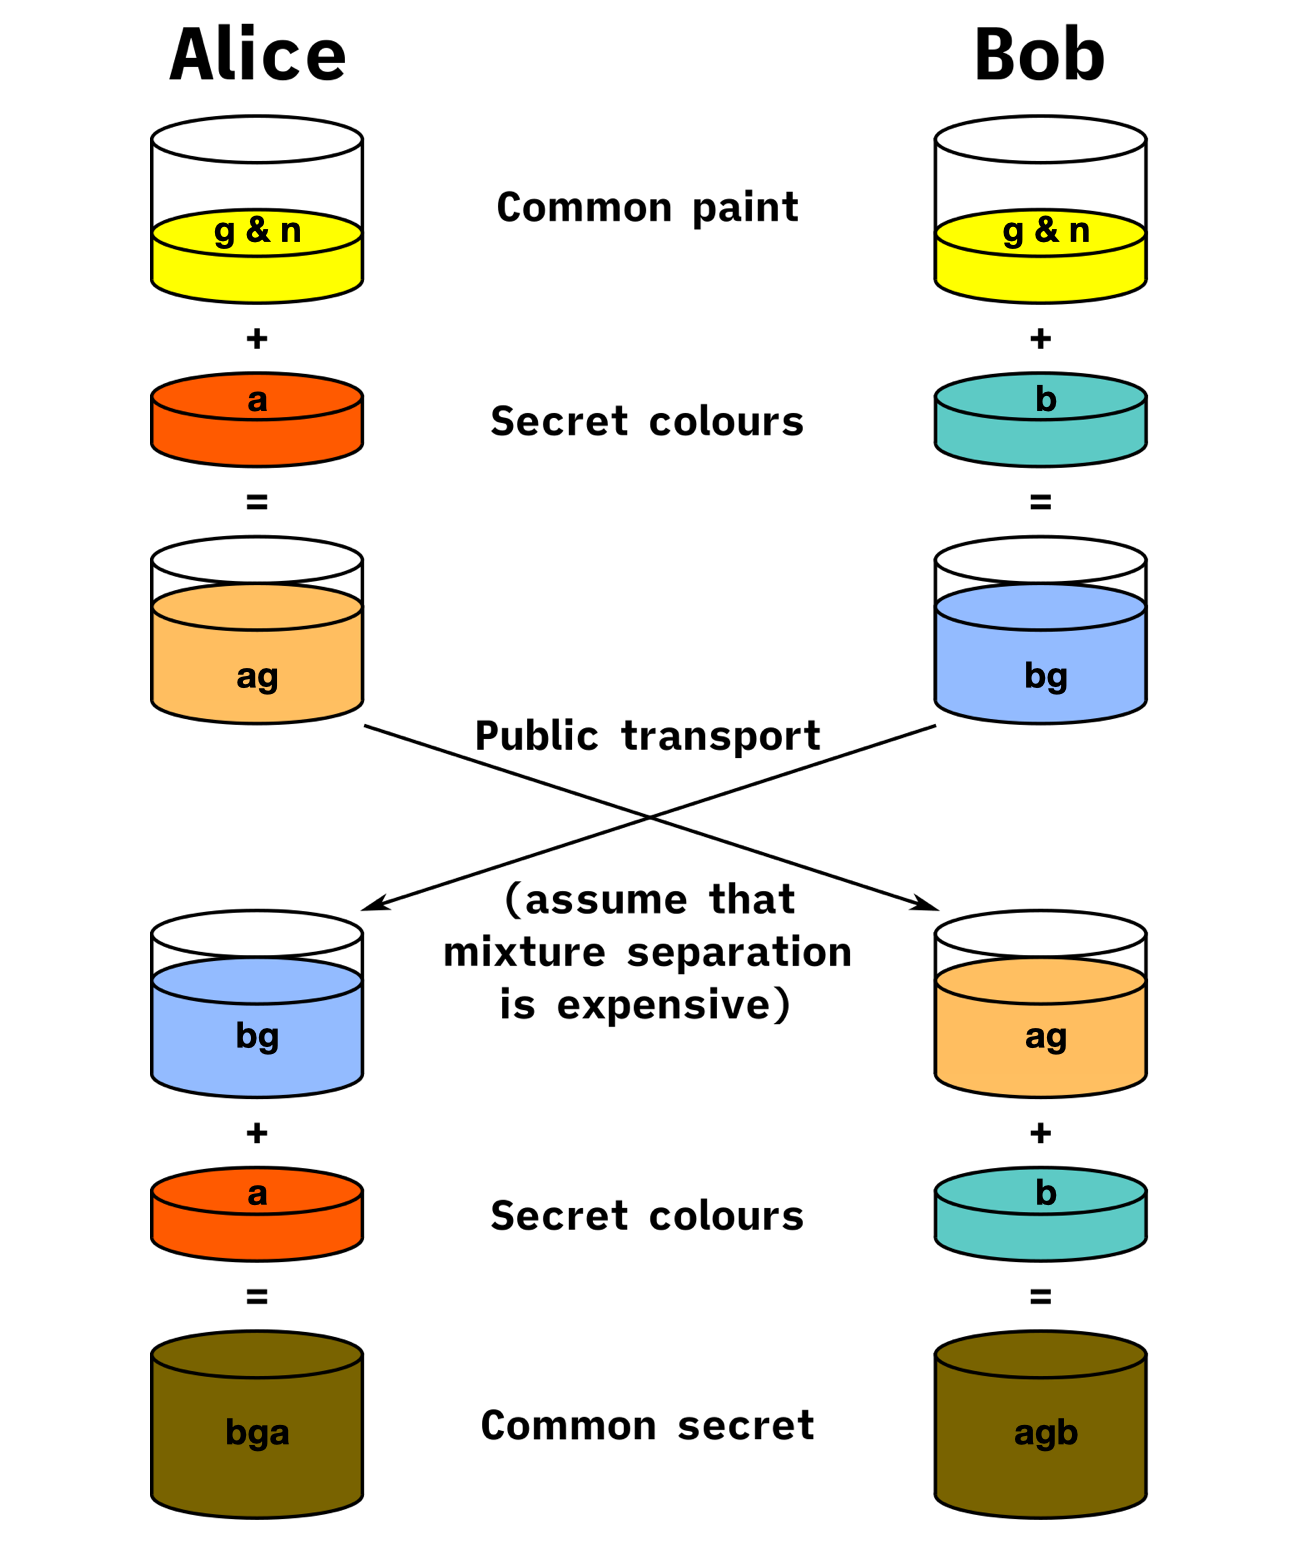 Alice
Bob
g & n
Common paint
g & n
+
+
a
Secret colours
b
=
=
ag
bg
Public transport
(assume that
mixture separation
is expensive)
bg
ag
+
+
a
Secret colours
b
=
=
bga
Common secret
agb